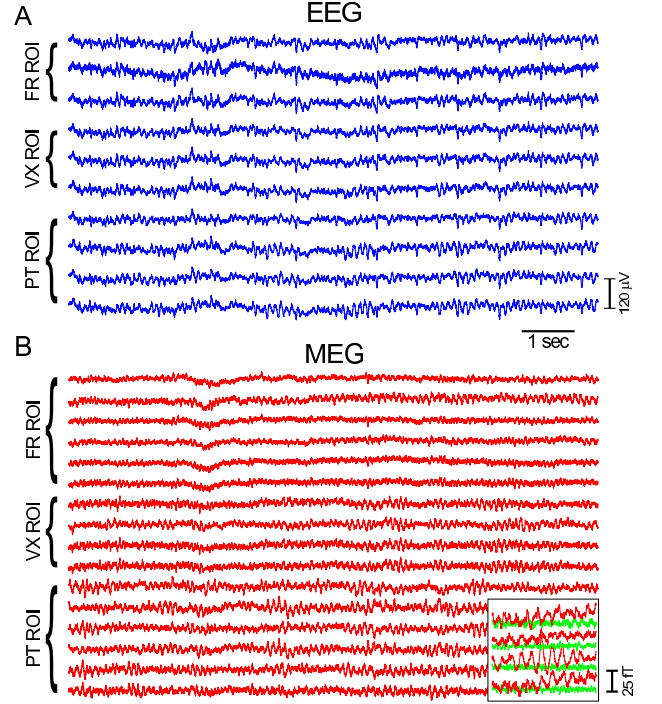 A
EEG
FR ROI
VX ROI
PT ROI
120 μV
1 sec
B
MEG
FR ROI
VX ROI
PT ROI
25 fT